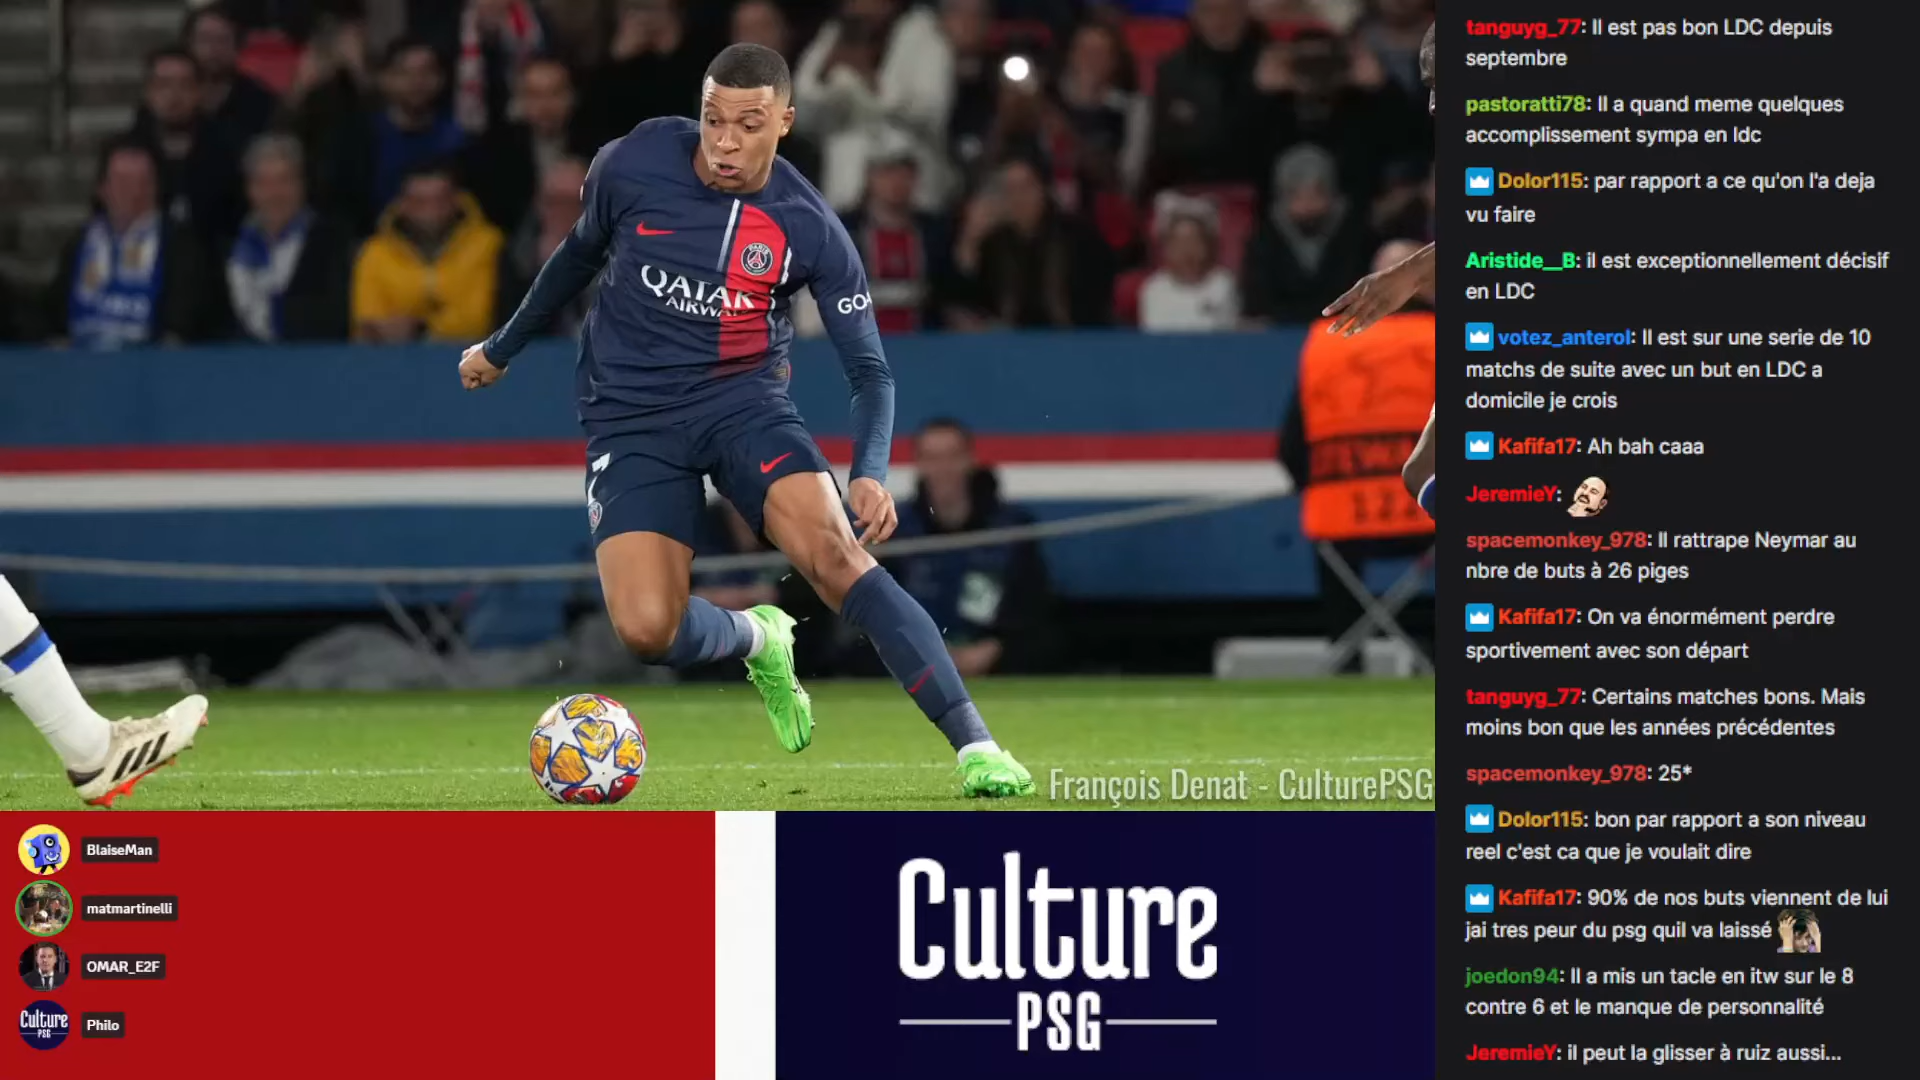 QATAR
AIRWAYS
GOA
7
François Denat - CulturePSG
BlaiseMan
matmartinelli
OMAR_E2F
Culture
PSG
Philo
Culture
PSG
tanguyg_77: Il est pas bon LDC depuis
septembre
pastoratti78: Il a quand meme quelques
accomplissement sympa en ldc
Dolor115: par rapport a ce qu'on l'a deja
vu faire
Aristide__B: il est exceptionnellement décisif
en LDC
votez_anterol: Il est sur une serie de 10
matchs de suite avec un but en LDC a
domicile je crois
Kafifa17: Ah bah caaa
JeremieY:
spacemonkey_978: Il rattrape Neymar au
nbre de buts à 26 piges
Kafifa17: On va énormément perdre
sportivement avec son départ
tanguyg_77: Certains matches bons. Mais
moins bon que les années précédentes
spacemonkey_978: 25*
Dolor115: bon par rapport a son niveau
reel c'est ca que je voulait dire
Kafifa17: 90% de nos buts viennent de lui
jai tres peur du psg quil va laissé
joedon94: Il a mis un tacle en itw sur le 8
contre 6 et le manque de personnalité
JeremieY: il peut la glisser à ruiz aussi...